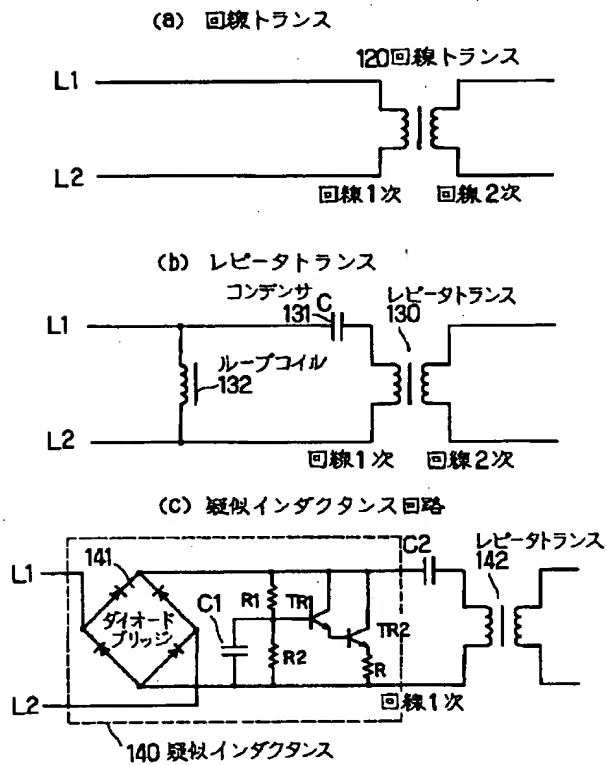 (a) 回線トランス
120回線トランス
L1
L2
回線1次 回線2次
(b) レピータトランス
コンデンサ
131 C
レピータトランス
130
L1
ループコイル
132
L2
回線1次 回線2次
(c) 疑似インダクタンス回路
レピータトランス
142
C2
141
L1
ダイオード
ブリッジ
C1
R1
TR1
TR2
R2
R
L2
回線1次
140 疑似インダクタンス